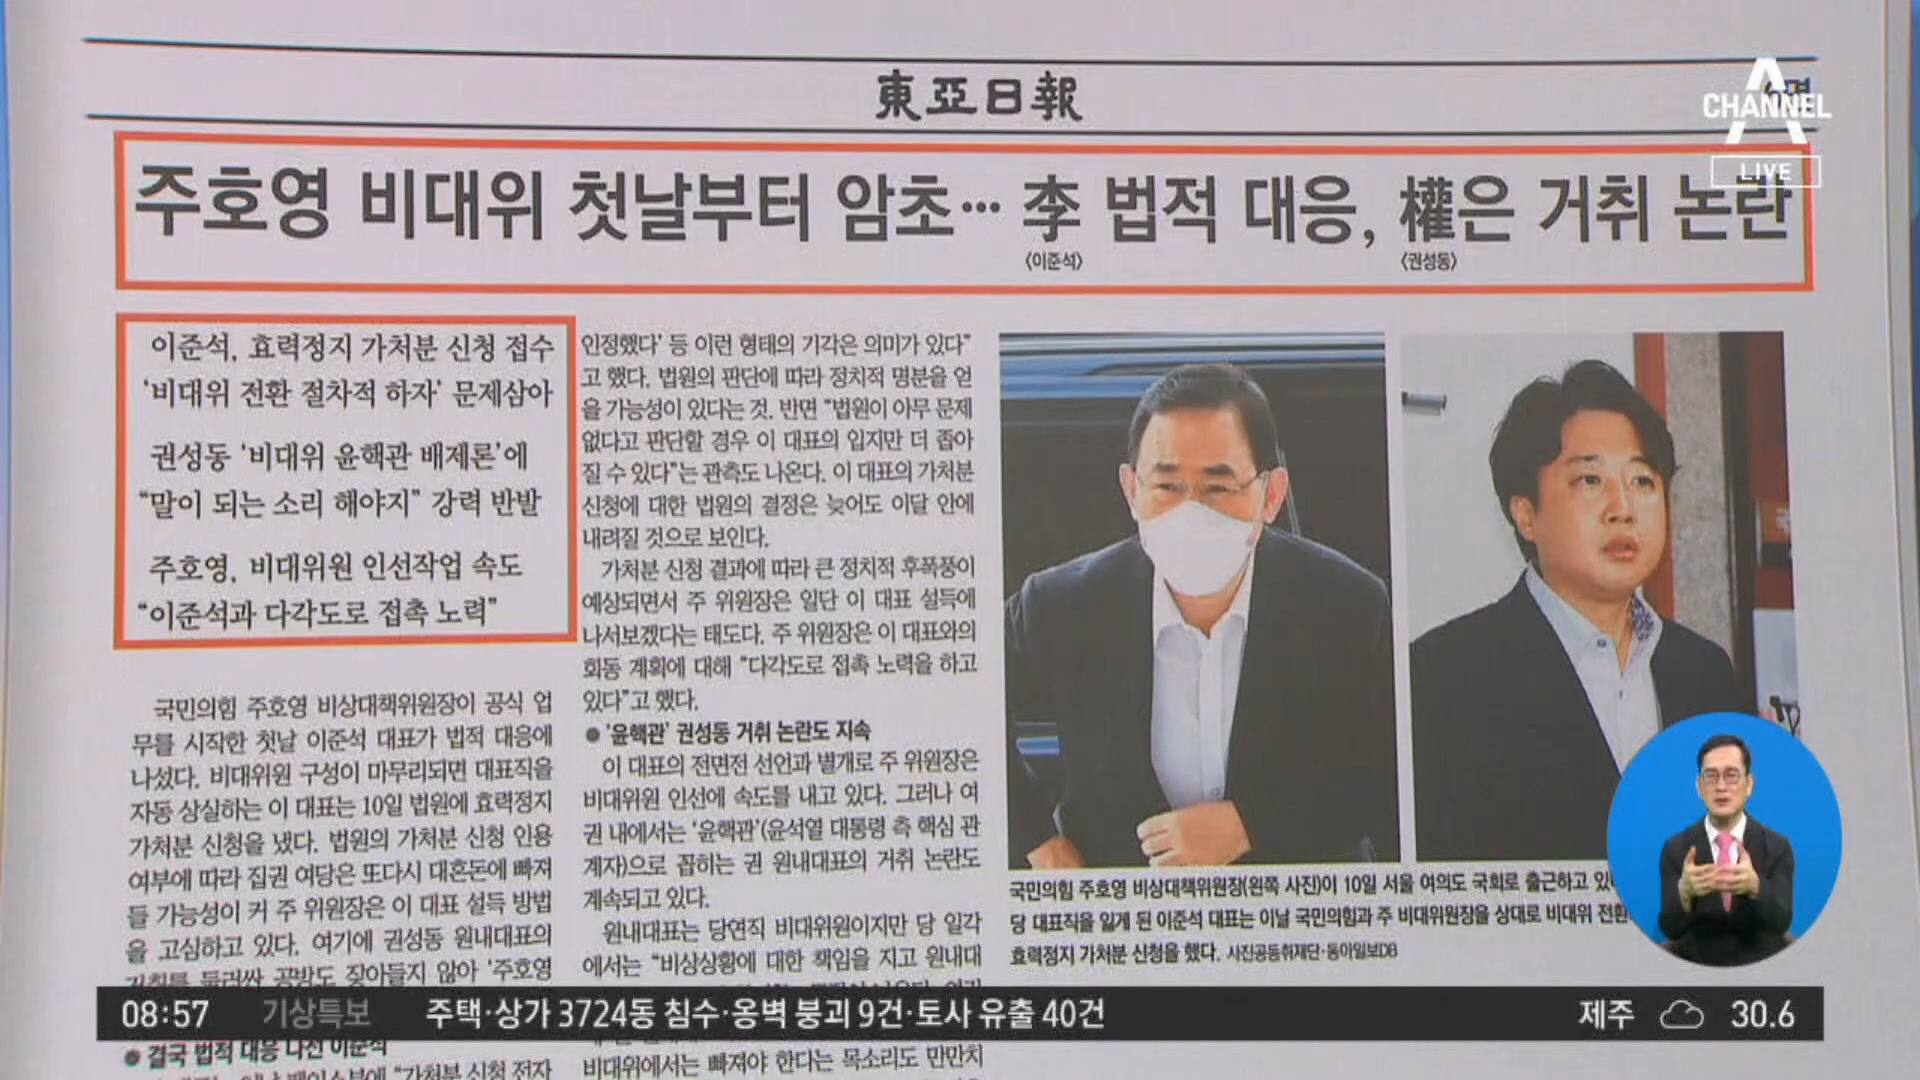 東亞日報
CHANNEL A
LIVE
주호영 비대위 첫날부터 암초… 李 법적 대응, 權은 거취 논란
〈이준석〉
〈권성동〉
이준석, 효력정지 가처분 신청 접수
‘비대위 전환 절차적 하자’ 문제삼아
권성동 ‘비대위 윤핵관 배제론’에
“말이 되는 소리 해야지” 강력 반발
주호영, 비대위원 인선작업 속도
“이준석과 다각도로 접촉 노력”
국민의힘 주호영 비상대책위원장이 공식 업
무를 시작한 첫날 이준석 대표가 법적 대응에
나섰다. 비대위원 구성이 마무리되면 대표직을
자동 상실하는 이 대표는 10일 법원에 효력정지
가처분 신청을 냈다. 법원의 가처분 신청 인용
여부에 따라 집권 여당은 또다시 대혼돈에 빠져
들 가능성이 커 주 위원장은 이 대표 설득 방법
을 고심하고 있다. 여기에 권성동 원내대표의
거취를 둘러싼 공방도 잦아들지 않아 ‘주호영
● 결국 법적 대응 나선 이준석
“가처분 신청 전자
인정했다’ 등 이런 형태의 기각은 의미가 있다”
고 했다. 법원의 판단에 따라 정치적 명분을 얻
을 가능성이 있다는 것. 반면 “법원이 아무 문제
없다고 판단할 경우 이 대표의 입지만 더 좁아
질 수 있다”는 관측도 나온다. 이 대표의 가처분
신청에 대한 법원의 결정은 늦어도 이달 안에
내려질 것으로 보인다.
가처분 신청 결과에 따라 큰 정치적 후폭풍이
예상되면서 주 위원장은 일단 이 대표 설득에
나서보겠다는 태도다. 주 위원장은 이 대표와의
회동 계획에 대해 “다각도로 접촉 노력을 하고
있다”고 했다.
● ‘윤핵관’ 권성동 거취 논란도 지속
이 대표의 전면전 선언과 별개로 주 위원장은
비대위원 인선에 속도를 내고 있다. 그러나 여
권 내에서는 ‘윤핵관’(윤석열 대통령 측 핵심 관
계자)으로 꼽히는 권 원내대표의 거취 논란도
계속되고 있다.
원내대표는 당연직 비대위원이지만 당 일각
에서는 “비상상황에 대한 책임을 지고 원내대
비대위에서는 빠져야 한다는 목소리도 만만치
국민의힘 주호영 비상대책위원장(왼쪽 사진)이 10일 서울 여의도 국회로 출근하고 있
당 대표직을 잃게 된 이준석 대표는 이날 국민의힘과 주 비대위원장을 상대로 비대위 전환
효력정지 가처분 신청을 했다. 사진공동취재단·동아일보DB
08:57 기상특보 주택·상가 3724동 침수·옹벽 붕괴 9건·토사 유출 40건 제주 30.6